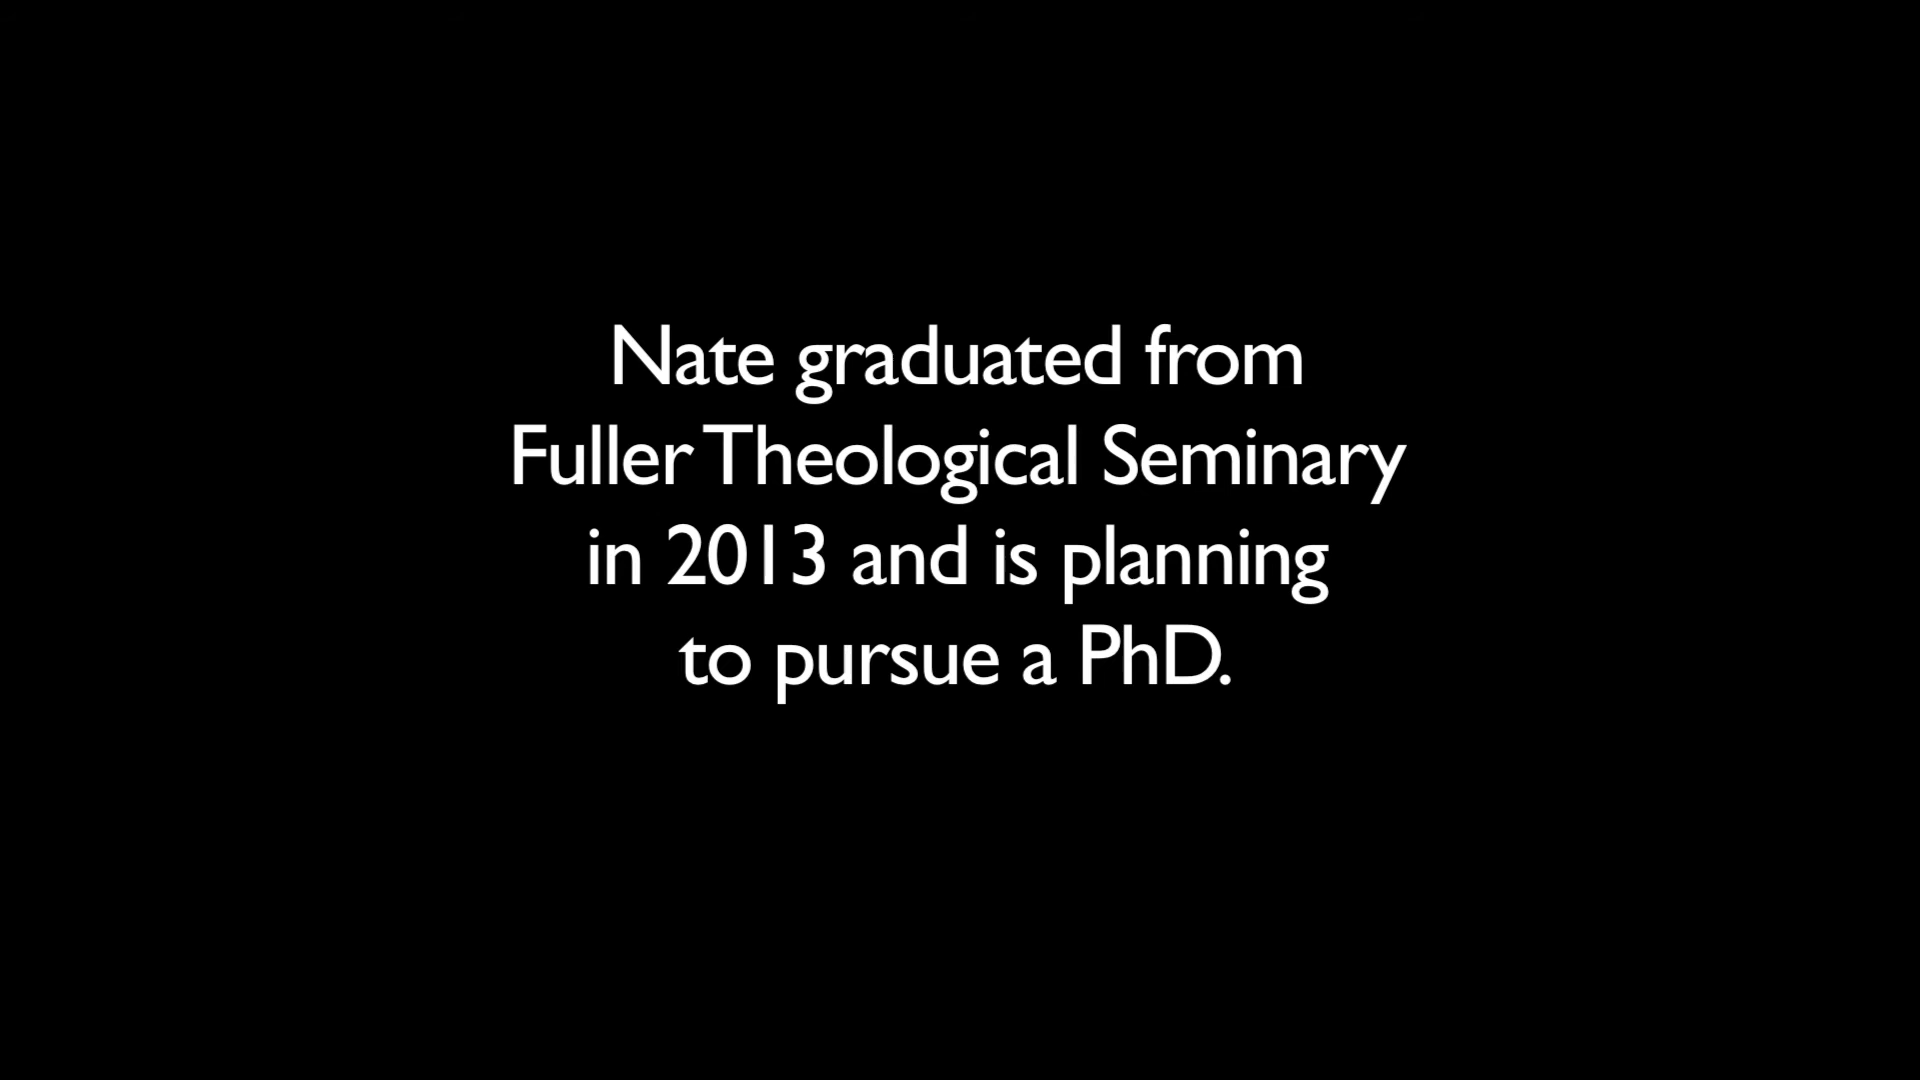 Nate graduated from
Fuller Theological Seminary
in 2013 and is planning
to pursue a PhD.